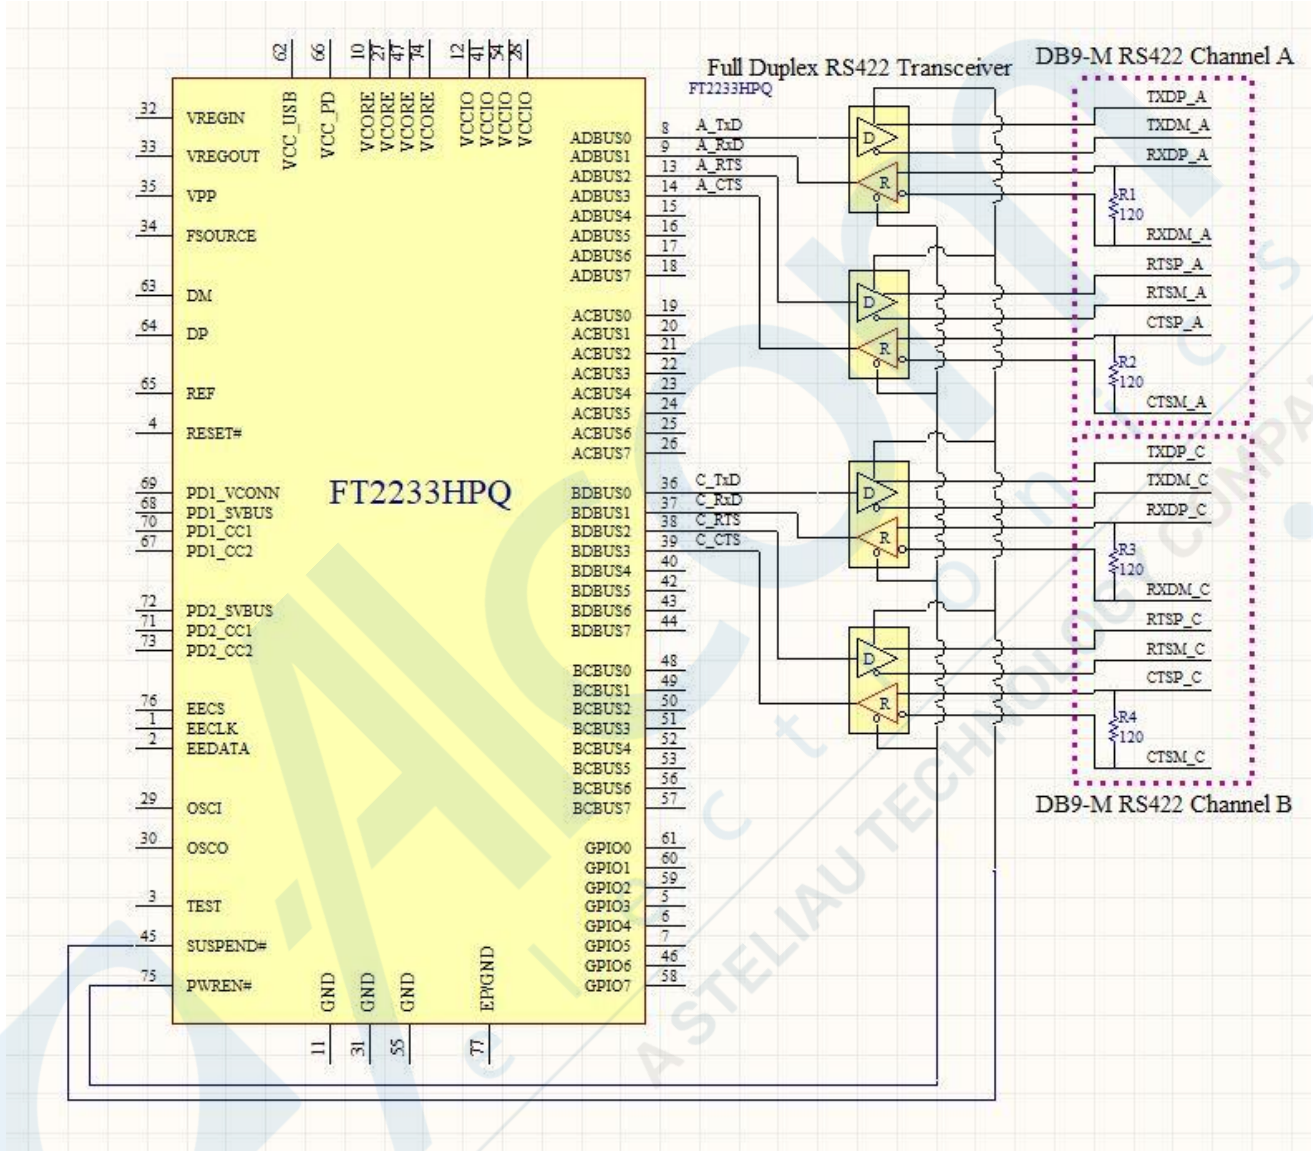 62
66
10
27
47
74
12
41
54
28
VCC_USB
VCC_PD
VCORE
VCORE
VCORE
VCORE
VCCIO
VCCIO
VCCIO
VCCIO
Full Duplex RS422 Transceiver
FT2233HPQ
DB9-M RS422 Channel A
32 VREGIN
33 VREGOUT
35 VPP
34 FSOURCE
63 DM
64 DP
65 REF
4 RESET#
69 PD1_VCONN
68 PD1_SVBUS
70 PD1_CC1
67 PD1_CC2
72 PD2_SVBUS
71 PD2_CC1
73 PD2_CC2
76 EECS
1 EECLK
2 EEDATA
29 OSCI
30 OSCO
3 TEST
45 SUSPEND#
75 PWREN#
FT2233HPQ
ADBUS0 8 A_TxD
ADBUS1 9 A_RxD
ADBUS2 13 A_RTS
ADBUS3 14 A_CTS
ADBUS4 15
ADBUS5 16
ADBUS6 17
ADBUS7 18
ACBUS0 19
ACBUS1 20
ACBUS2 21
ACBUS3 22
ACBUS4 23
ACBUS5 24
ACBUS6 25
ACBUS7 26
BDBUS0 36 C_TxD
BDBUS1 37 C_RxD
BDBUS2 38 C_RTS
BDBUS3 39 C_CTS
BDBUS4 40
BDBUS5 42
BDBUS6 43
BDBUS7 44
BCBUS0 48
BCBUS1 49
BCBUS2 50
BCBUS3 51
BCBUS4 52
BCBUS5 53
BCBUS6 56
BCBUS7 57
GPIO0 61
GPIO1 60
GPIO2 59
GPIO3 5
GPIO4 6
GPIO5 7
GPIO6 46
GPIO7 58
GND
GND
GND
EP/GND
11
31
55
77
D
R
D
R
D
R
D
R
TXDP_A
TXDM_A
RXDP_A
R1
120
RXDM_A
RTSP_A
RTSM_A
CTSP_A
R2
120
CTSM_A
TXDP_C
TXDM_C
RXDP_C
R3
120
RXDM_C
RTSP_C
RTSM_C
CTSP_C
R4
120
CTSM_C
DB9-M RS422 Channel B
electronics
A STELIAU TECHNOLOGY COMPA